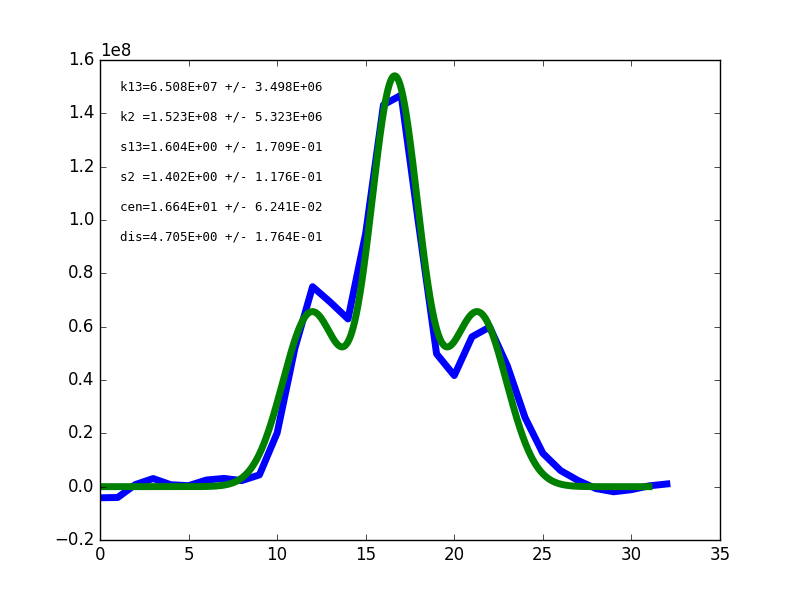 1e8
1.6
1.4
1.2
1.0
0.8
0.6
0.4
0.2
0.0
−0.2
k13=6.508E+07 +/- 3.498E+06
k2 =1.523E+08 +/- 5.323E+06
s13=1.604E+00 +/- 1.709E-01
s2 =1.402E+00 +/- 1.176E-01
cen=1.664E+01 +/- 6.241E-02
dis=4.705E+00 +/- 1.764E-01
0 5 10 15 20 25 30 35